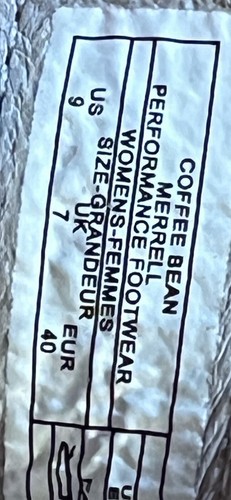 COFFEE BEAN
MERRELL
PERFORMANCE FOOTWEAR
WOMENS-FEMMES
SIZE-GRANDEUR
US UK EUR
9 7 40